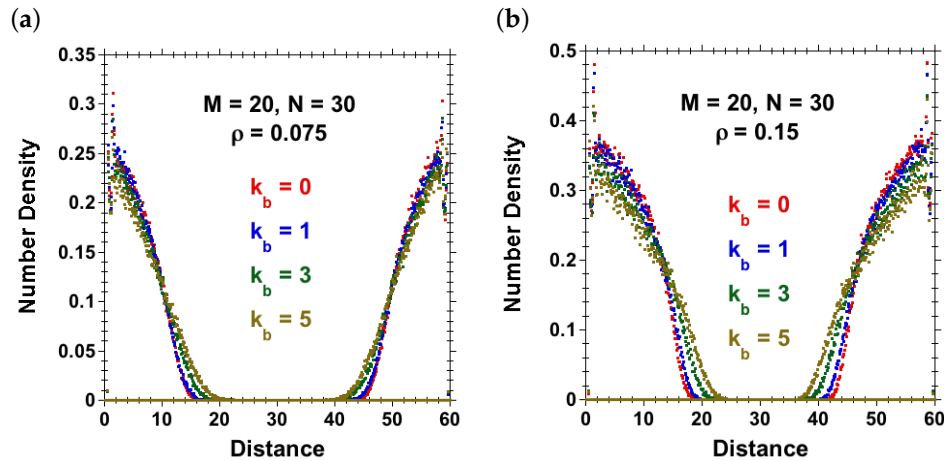 (a)
(b)
0.35
0.3
0.25
0.2
0.15
0.1
0.05
0
Number Density
M = 20, N = 30
ρ = 0.075
k_b = 0
k_b = 1
k_b = 3
k_b = 5
0 10 20 30 40 50 60
Distance
0.5
0.4
0.3
0.2
0.1
0
Number Density
M = 20, N = 30
ρ = 0.15
k_b = 0
k_b = 1
k_b = 3
k_b = 5
0 10 20 30 40 50 60
Distance